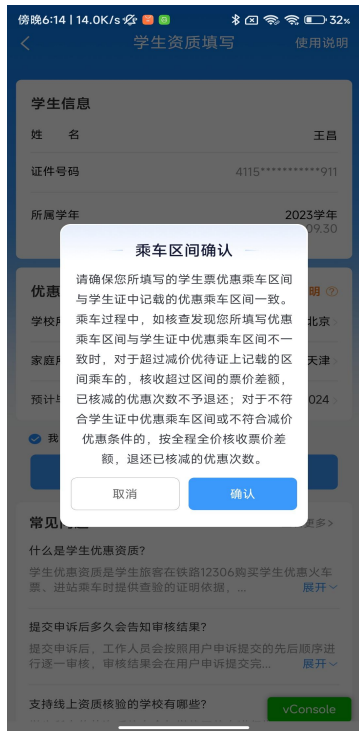 傍晚6:14 | 14.0K/s 32%
学生资质填写 使用说明
学生信息
姓 名 王昌
证件号码 4115***********911
所属学年 2023学年
09.30
乘车区间确认
请确保您所填写的学生票优惠乘车区间
与学生证中记载的优惠乘车区间一致。
乘车过程中，如核查发现您所填写优惠
乘车区间与学生证中优惠乘车区间不一
致时，对于超过减价优待证上记载的区
间乘车的，核收超过区间的票价差额，
已核减的优惠次数不予退还；对于不符
合学生证中优惠乘车区间或不符合减价
优惠条件的，按全程全价核收票价差
额，退还已核减的优惠次数。
取消 确认
优惠 明
学校 北京
家庭 天津
预计 024
我
常见 更多>
什么是学生优惠资质?
学生优惠资质是学生旅客在铁路12306购买学生优惠火车
票、进站乘车时提供查验的证明依据，... 展开
提交申诉后多久会告知审核结果?
提交申诉后，工作人员会按照用户申诉提交的先后顺序进
行逐一审核，审核结果会在用户申诉提交完... 展开
支持线上资质核验的学校有哪些?
vConsole